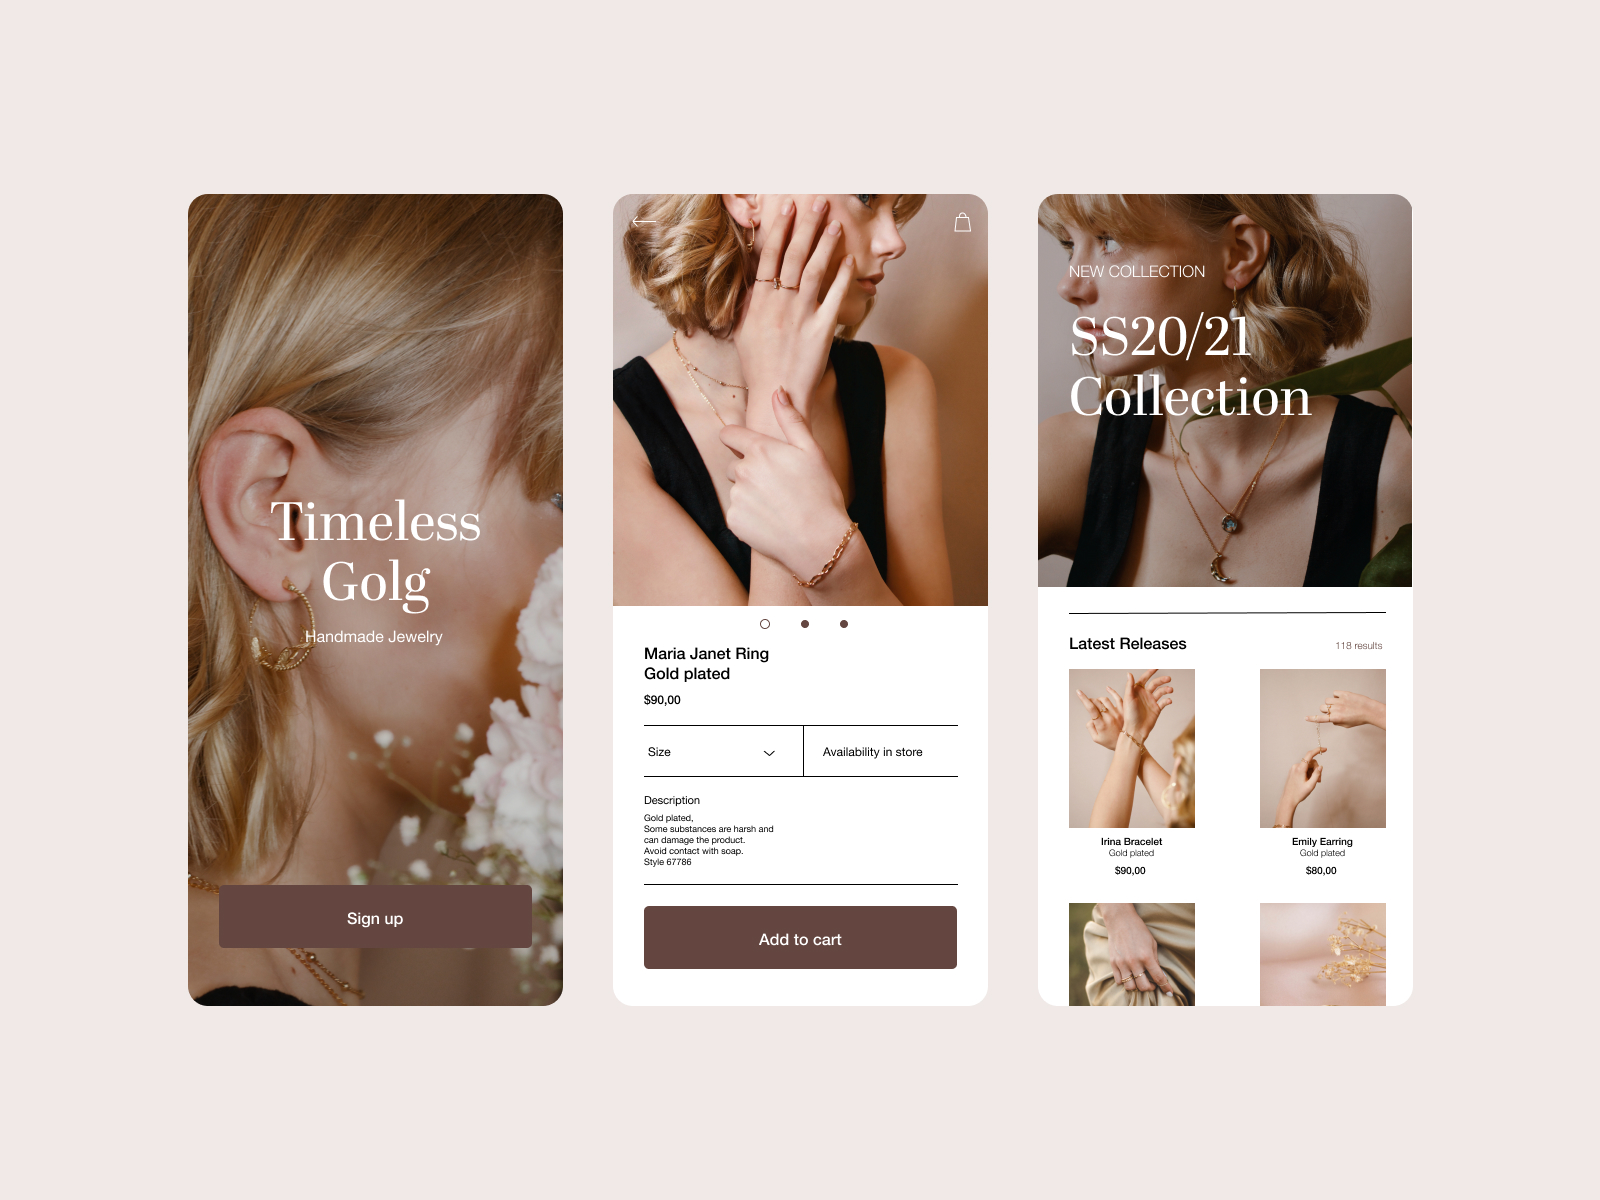 Timeless
Golg
Handmade Jewelry
Sign up
Maria Janet Ring
Gold plated
$90,00
Size
Availability in store
Description
Gold plated,
Some substances are harsh and
can damage the product.
Avoid contact with soap.
Style 67786
Add to cart
NEW COLLECTION
SS20/21
Collection
Latest Releases
118 results
Irina Bracelet
Gold plated
$90,00
Emily Earring
Gold plated
$80,00